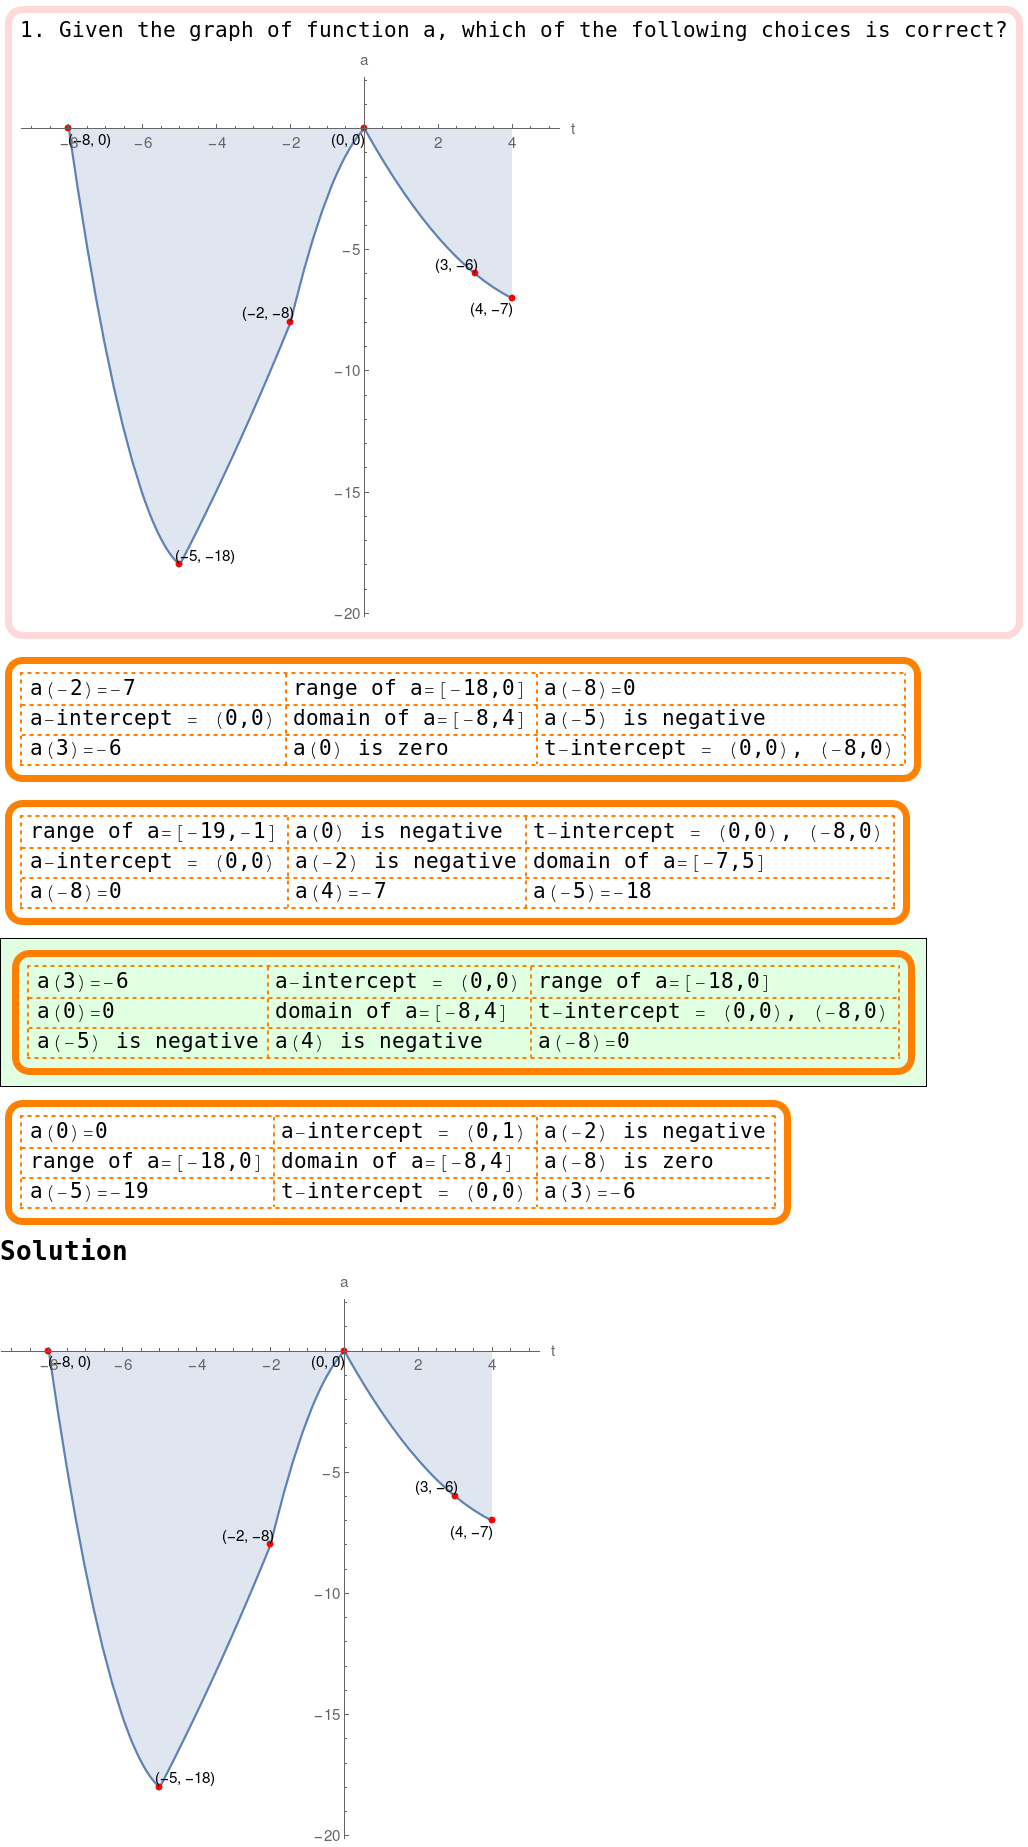 1. Given the graph of function a, which of the following choices is correct?
a
t
−8 −6 −4 −2 2 4
(−8, 0) (0, 0)
−5
(3, −6)
(4, −7)
(−2, −8)
−10
−15
(−5, −18)
−20
a(-2)=-7 range of a=[-18,0] a(-8)=0
a-intercept = (0,0) domain of a=[-8,4] a(-5) is negative
a(3)=-6 a(0) is zero t-intercept = (0,0), (-8,0)
range of a=[-19,-1] a(0) is negative t-intercept = (0,0), (-8,0)
a-intercept = (0,0) a(-2) is negative domain of a=[-7,5]
a(-8)=0 a(4)=-7 a(-5)=-18
a(3)=-6 a-intercept = (0,0) range of a=[-18,0]
a(0)=0 domain of a=[-8,4] t-intercept = (0,0), (-8,0)
a(-5) is negative a(4) is negative a(-8)=0
a(0)=0 a-intercept = (0,1) a(-2) is negative
range of a=[-18,0] domain of a=[-8,4] a(-8) is zero
a(-5)=-19 t-intercept = (0,0) a(3)=-6
Solution
a
t
−8 −6 −4 −2 2 4
(−8, 0) (0, 0)
−5
(3, −6)
(4, −7)
(−2, −8)
−10
−15
(−5, −18)
−20